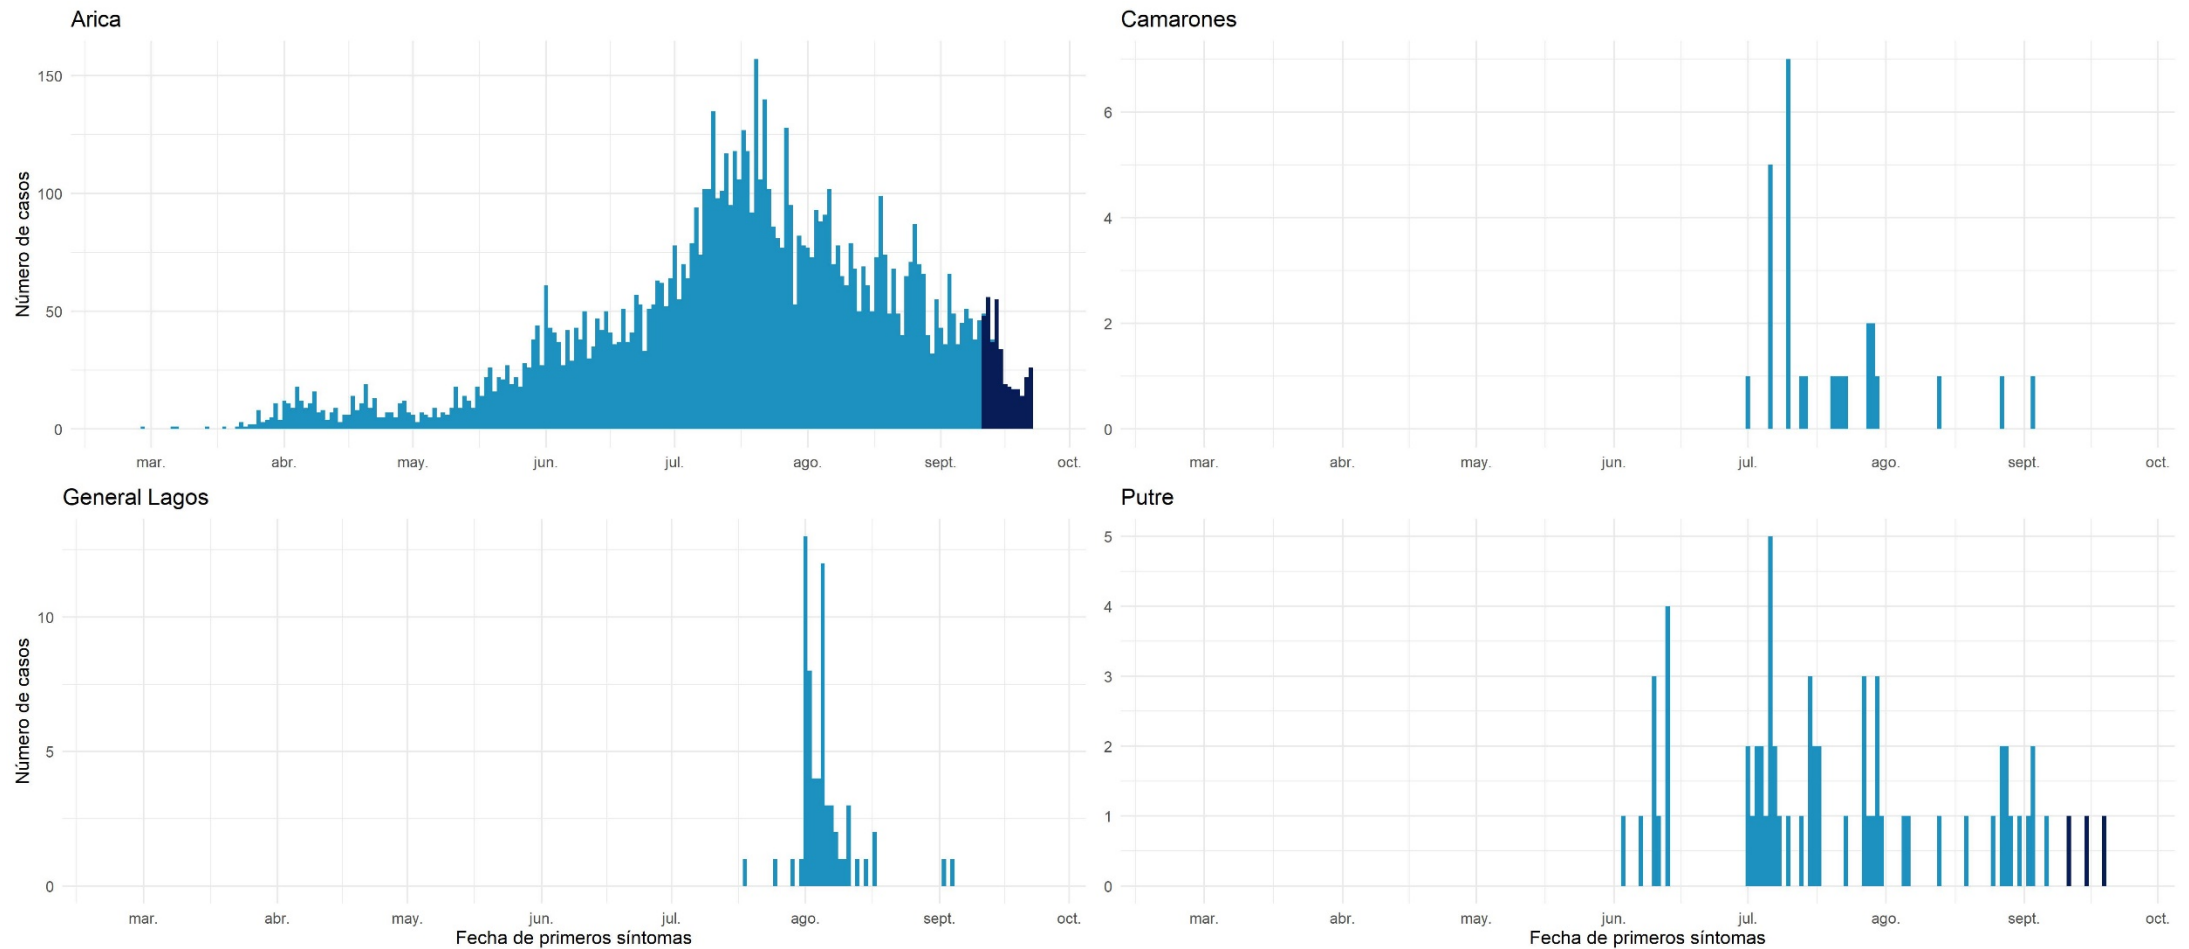 Arica
Número de casos
150
100
50
0
mar. abr. may. jun. jul. ago. sept. oct.
Camarones
6
4
2
0
mar. abr. may. jun. jul. ago. sept. oct.
General Lagos
Número de casos
10
5
0
mar. abr. may. jun. jul. ago. sept. oct.
Fecha de primeros síntomas
Putre
5
4
3
2
1
0
mar. abr. may. jun. jul. ago. sept. oct.
Fecha de primeros síntomas